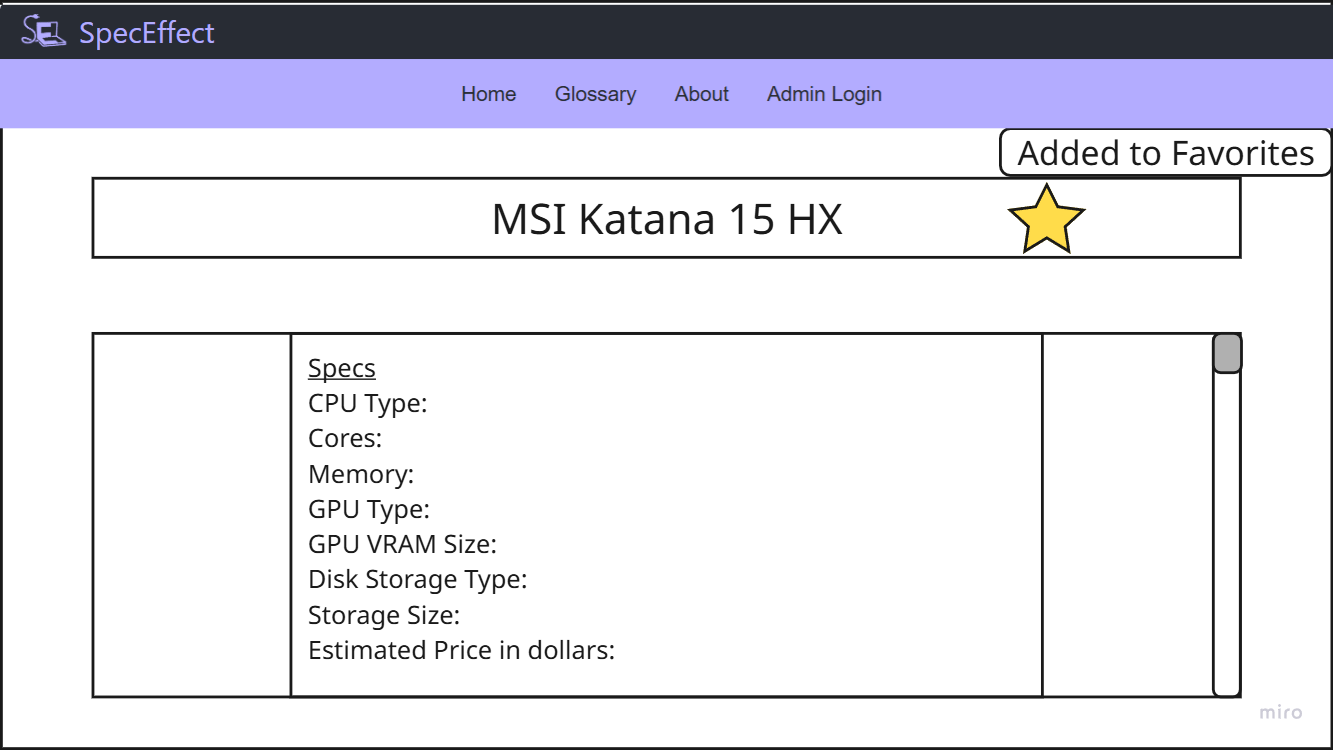 SE SpecEffect
Home Glossary About Admin Login
Added to Favorites
MSI Katana 15 HX
Specs
CPU Type:
Cores:
Memory:
GPU Type:
GPU VRAM Size:
Disk Storage Type:
Storage Size:
Estimated Price in dollars:
miro